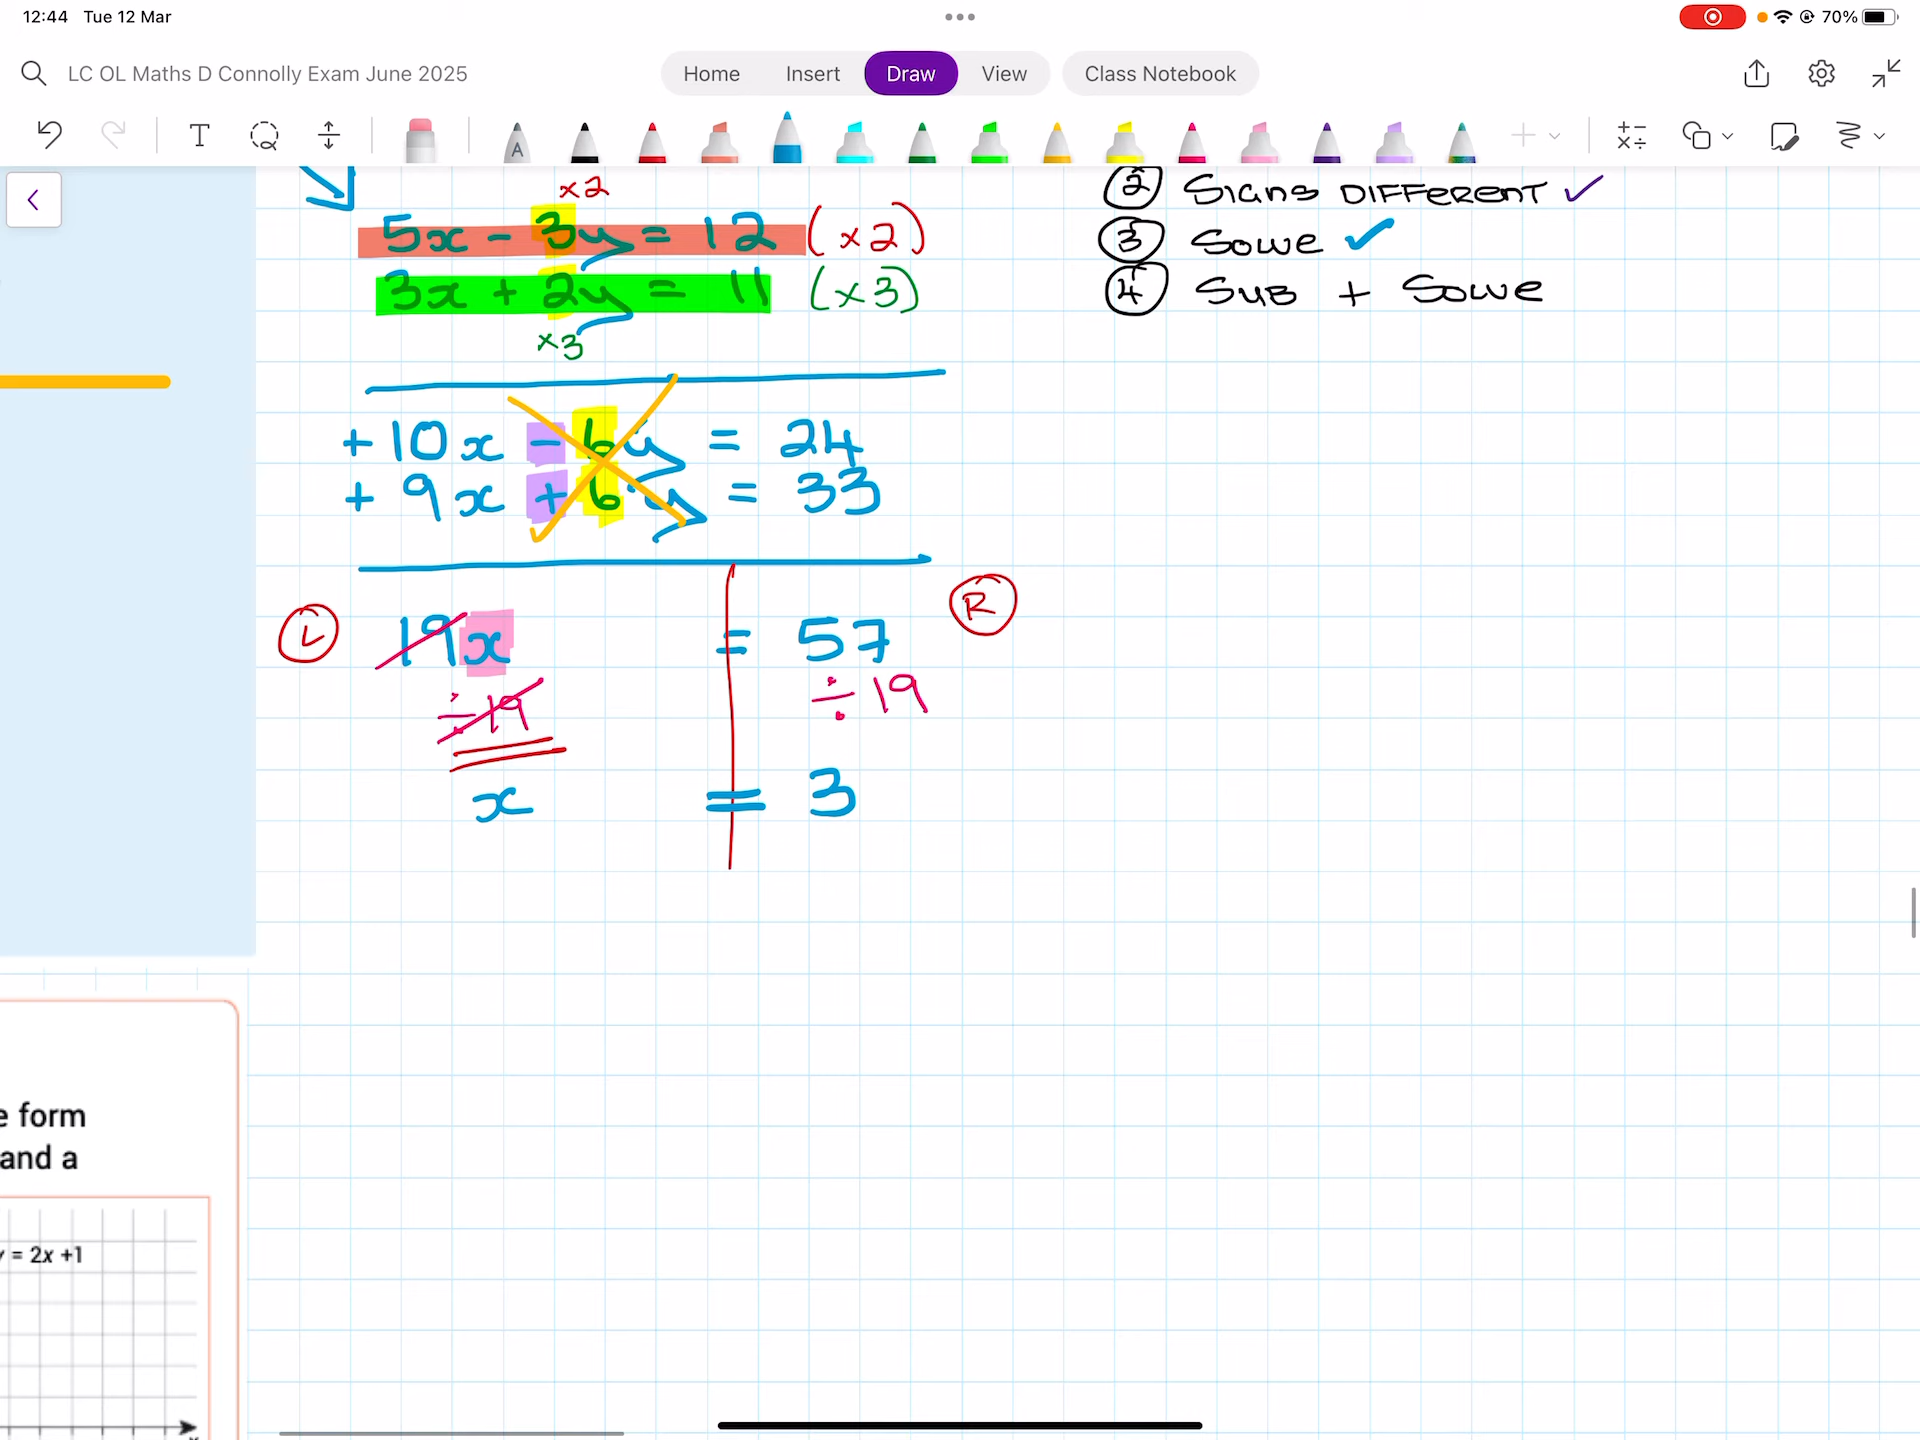 12:44 Tue 12 Mar
70%
LC OL Maths D Connolly Exam June 2025
Home Insert Draw View Class Notebook
T
A
×2
5x - 3y = 12 (×2)
3x + 2y = 11 (×3)
×3
② Signs DIFFERENT ✓
③ Solve ✓
④ Sub + Solve
+ 10x - 6y = 24
+ 9x + 6y = 33
L 19x = 57 R
÷19 ÷19
x = 3
e form
and a
y = 2x +1